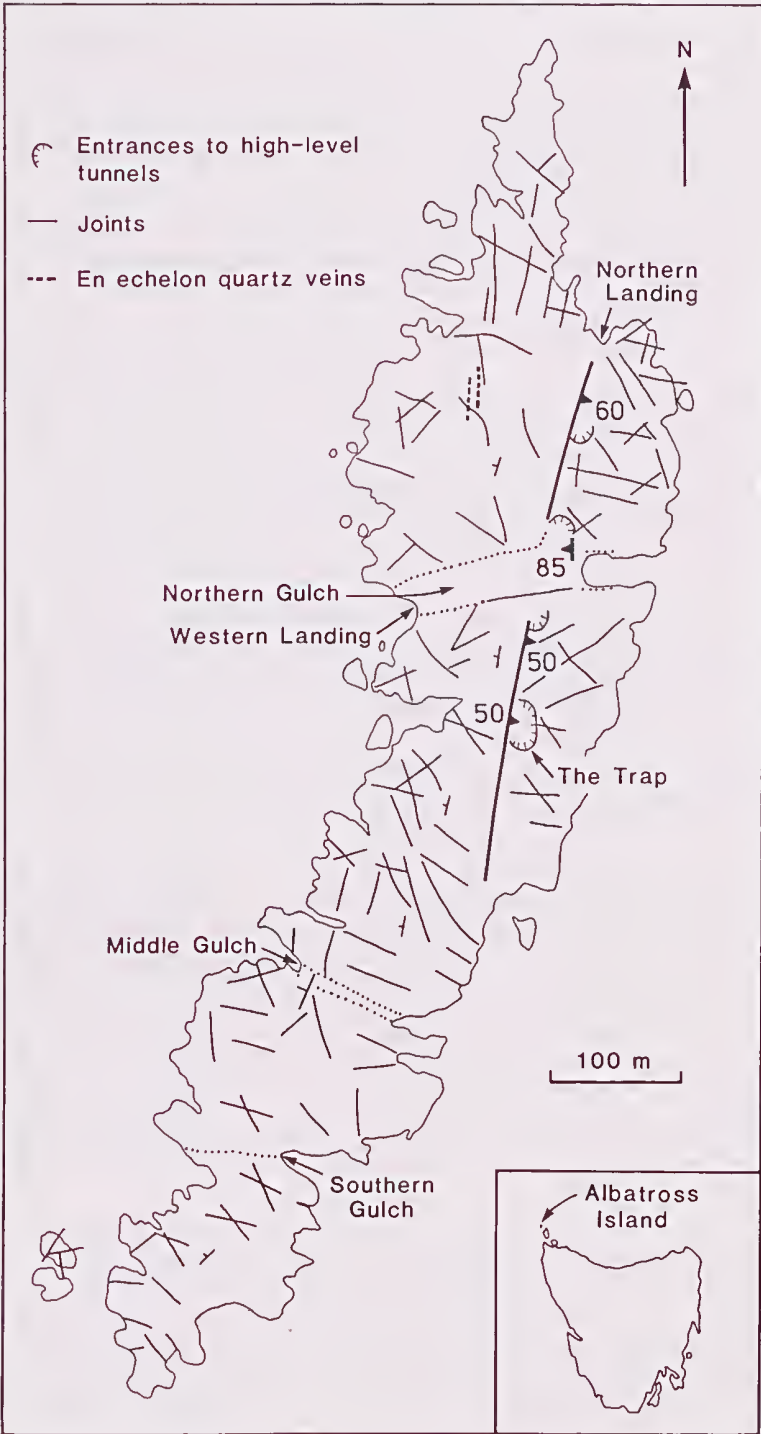 N
Entrances to high-level
tunnels
Joints
En echelon quartz veins
Northern
Landing
60
85
Northern Gulch
Western Landing
50
50
The Trap
Middle Gulch
100 m
Southern
Gulch
Albatross
Island